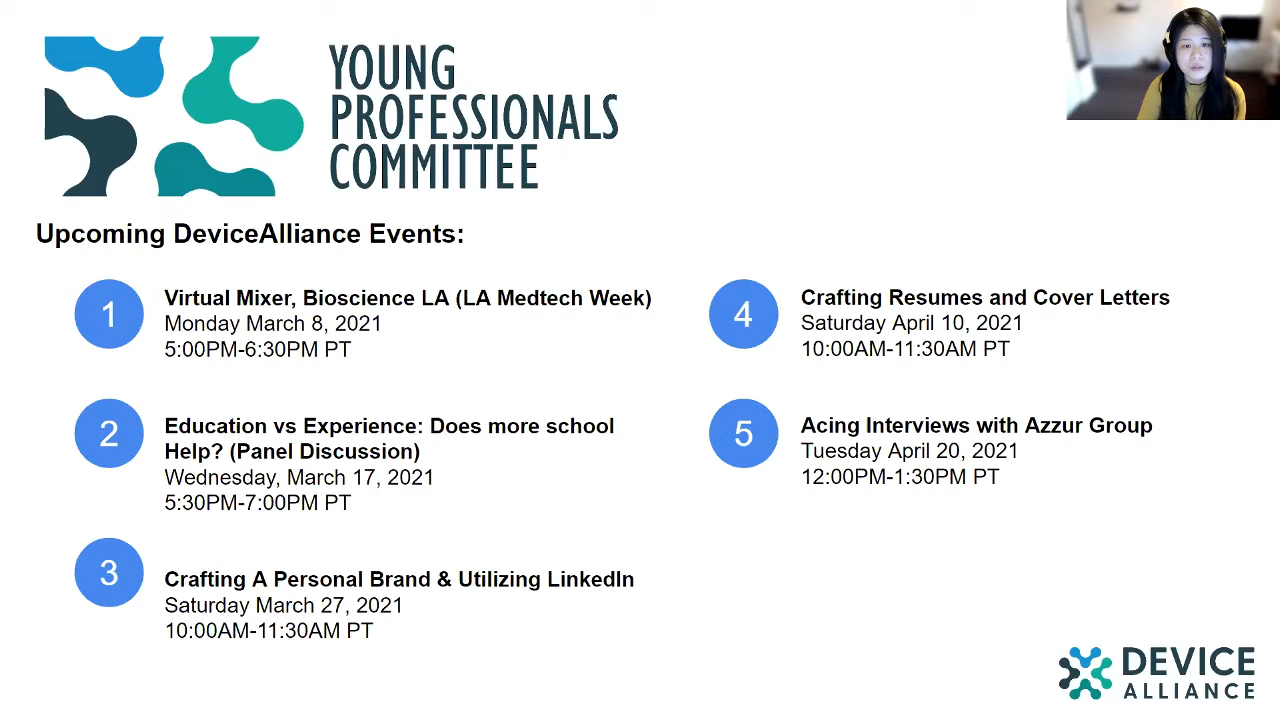 YOUNG
PROFESSIONALS
COMMITTEE
Upcoming DeviceAlliance Events:
1
Virtual Mixer, Bioscience LA (LA Medtech Week)
Monday March 8, 2021
5:00PM-6:30PM PT
2
Education vs Experience: Does more school
Help? (Panel Discussion)
Wednesday, March 17, 2021
5:30PM-7:00PM PT
3
Crafting A Personal Brand & Utilizing LinkedIn
Saturday March 27, 2021
10:00AM-11:30AM PT
4
Crafting Resumes and Cover Letters
Saturday April 10, 2021
10:00AM-11:30AM PT
5
Acing Interviews with Azzur Group
Tuesday April 20, 2021
12:00PM-1:30PM PT
DEVICE
ALLIANCE